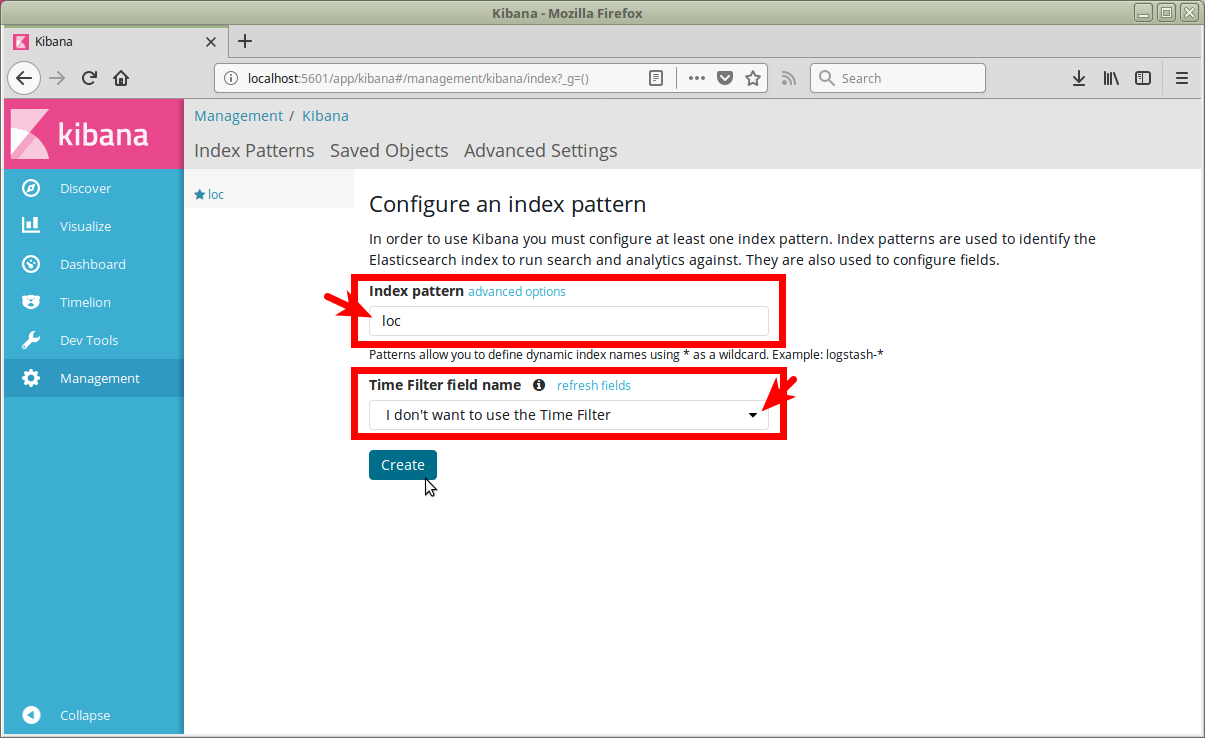 Kibana - Mozilla Firefox
Kibana
localhost:5601/app/kibana#/management/kibana/index?_g=()
Search
kibana
Management / Kibana
Index Patterns Saved Objects Advanced Settings
Discover
Visualize
Dashboard
Timelion
Dev Tools
Management
Collapse
loc
Configure an index pattern
In order to use Kibana you must configure at least one index pattern. Index patterns are used to identify the
Elasticsearch index to run search and analytics against. They are also used to configure fields.
Index pattern advanced options
loc
Patterns allow you to define dynamic index names using * as a wildcard. Example: logstash-*
Time Filter field name refresh fields
I don't want to use the Time Filter
Create